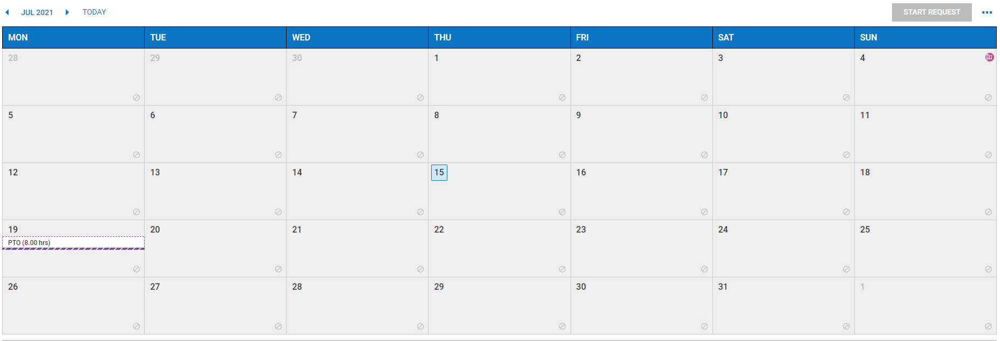 JUL 2021 TODAY START REQUEST
MON TUE WED THU FRI SAT SUN
28 29 30 1 2 3 4
5 6 7 8 9 10 11
12 13 14 15 16 17 18
19 20 21 22 23 24 25
PTO (8.00 hrs)
26 27 28 29 30 31 1